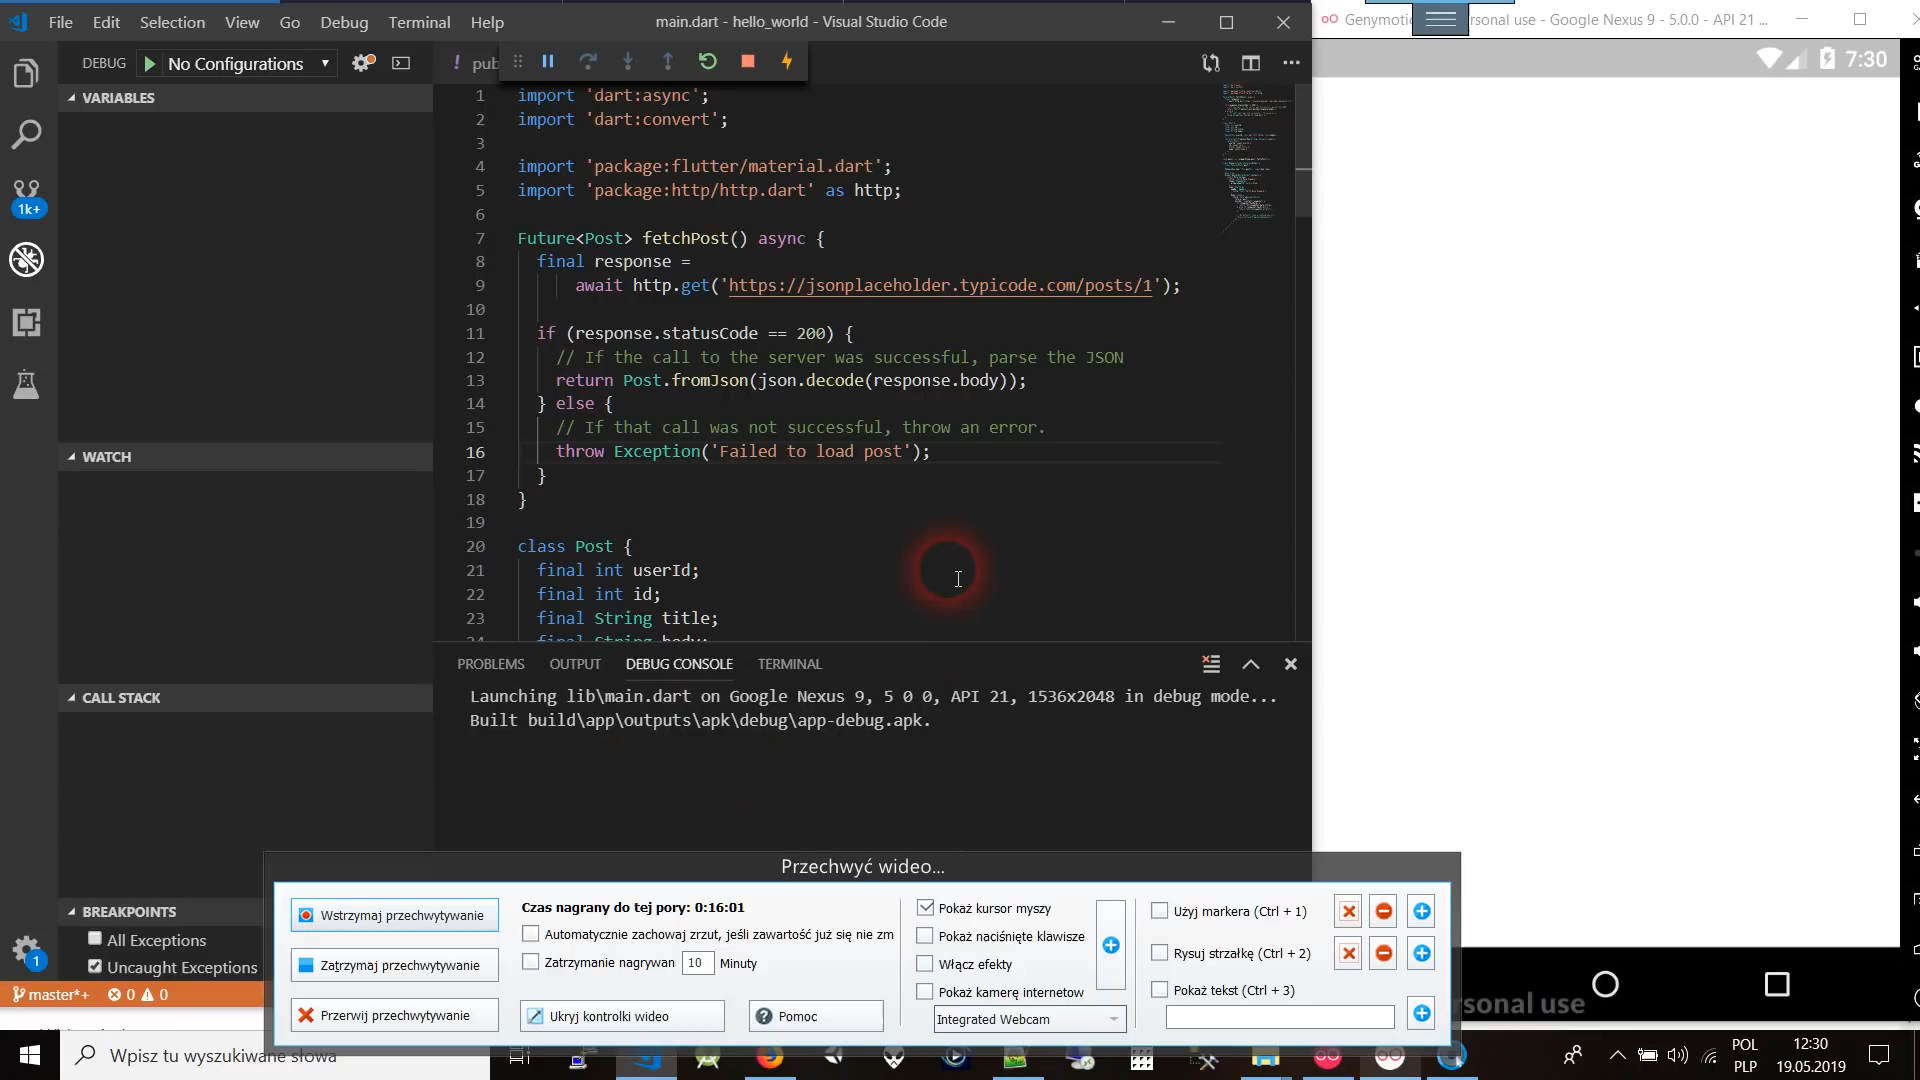 File Edit Selection View Go Debug Terminal Help
main.dart - hello_world - Visual Studio Code
Genymotio
rsonal use - Google Nexus 9 - 5.0.0 - API 21 ...
DEBUG No Configurations
! pub
7:30
VARIABLES
1 import 'dart:async';
2 import 'dart:convert';
3
4 import 'package:flutter/material.dart';
5 import 'package:http/http.dart' as http;
6
7 Future<Post> fetchPost() async {
8 final response =
9 await http.get('https://jsonplaceholder.typicode.com/posts/1');
10
11 if (response.statusCode == 200) {
12 // If the call to the server was successful, parse the JSON
13 return Post.fromJson(json.decode(response.body));
14 } else {
15 // If that call was not successful, throw an error.
16 throw Exception('Failed to load post');
17 }
18 }
19
20 class Post {
21 final int userId;
22 final int id;
23 final String title;
24 final String body;
1k+
WATCH
CALL STACK
BREAKPOINTS
All Exceptions
Uncaught Exceptions
1
master*+ 0 0
PROBLEMS OUTPUT DEBUG CONSOLE TERMINAL
Launching lib\main.dart on Google Nexus 9, 5 0 0, API 21, 1536x2048 in debug mode...
Built build\app\outputs\apk\debug\app-debug.apk.
Przechwyć wideo...
Wstrzymaj przechwytywanie
Zatrzymaj przechwytywanie
Przerwij przechwytywanie
Czas nagrany do tej pory: 0:16:01
Automatycznie zachowaj zrzut, jeśli zawartość już się nie zm
Zatrzymanie nagrywan 10 Minuty
Ukryj kontrolki wideo
Pomoc
Pokaż kursor myszy
Pokaż naciśnięte klawisze
Włącz efekty
Pokaż kamerę internetow
Integrated Webcam
Użyj markera (Ctrl + 1)
Rysuj strzałkę (Ctrl + 2)
Pokaż tekst (Ctrl + 3)
rsonal use
Wpisz tu wyszukiwane słowa
POL
PLP
12:30
19.05.2019